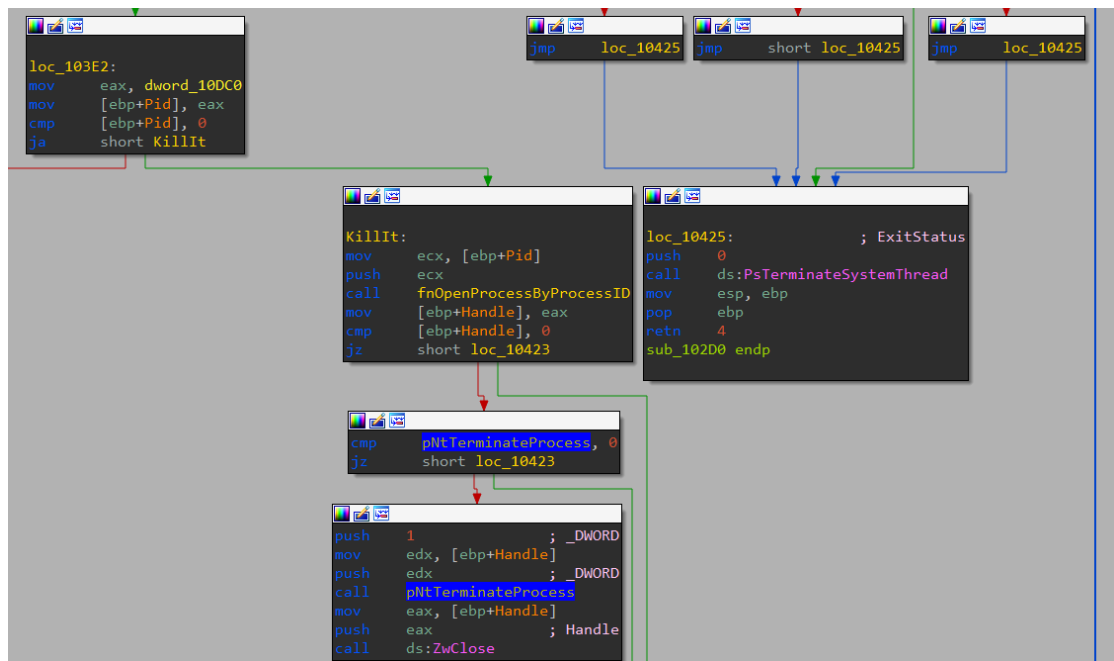 loc_103E2:
mov eax, dword_10DC0
mov [ebp+Pid], eax
cmp [ebp+Pid], 0
ja short KillIt
jmp loc_10425
jmp short loc_10425
jmp loc_10425
KillIt:
mov ecx, [ebp+Pid]
push ecx
call fnOpenProcessByProcessID
mov [ebp+Handle], eax
cmp [ebp+Handle], 0
jz short loc_10423
loc_10425: ; ExitStatus
push 0
call ds:PsTerminateSystemThread
mov esp, ebp
pop ebp
retn 4
sub_102D0 endp
cmp pNtTerminateProcess, 0
jz short loc_10423
push 1 ; _DWORD
mov edx, [ebp+Handle]
push edx ; _DWORD
call pNtTerminateProcess
mov eax, [ebp+Handle]
push eax ; Handle
call ds:ZwClose